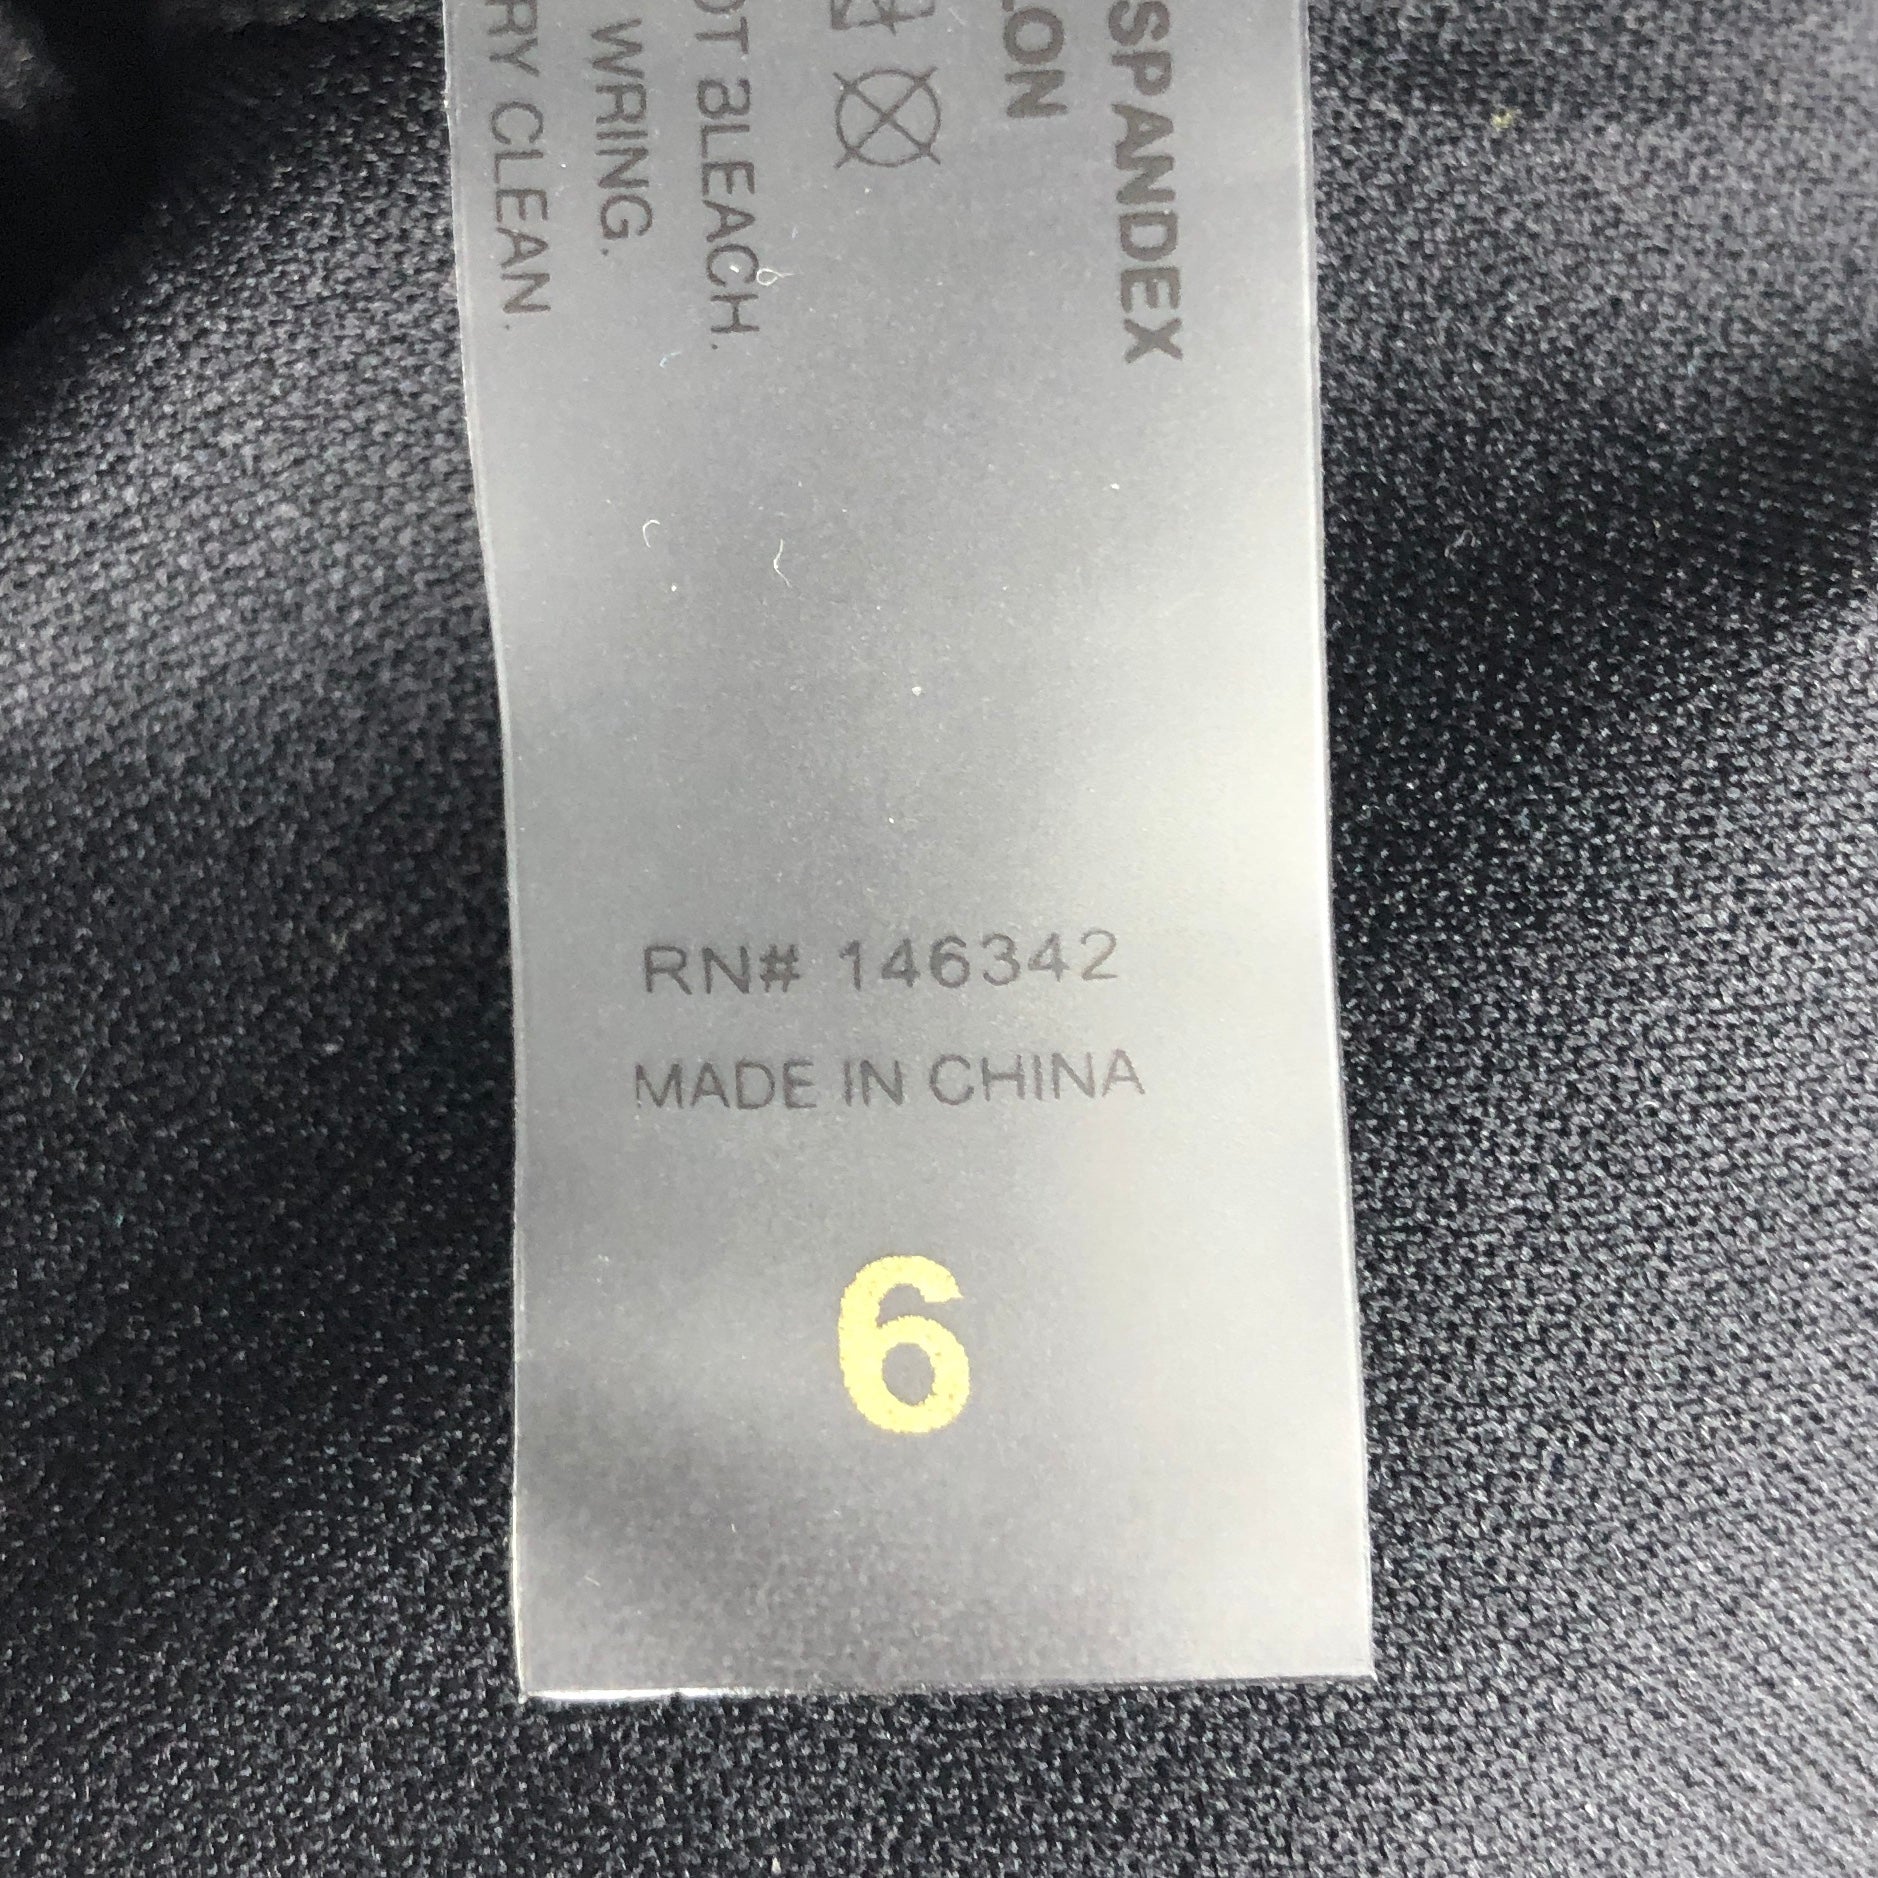 SPANDEX
LON
OT BLEACH.
WRING.
RY CLEAN.
RN# 146342
MADE IN CHINA
6